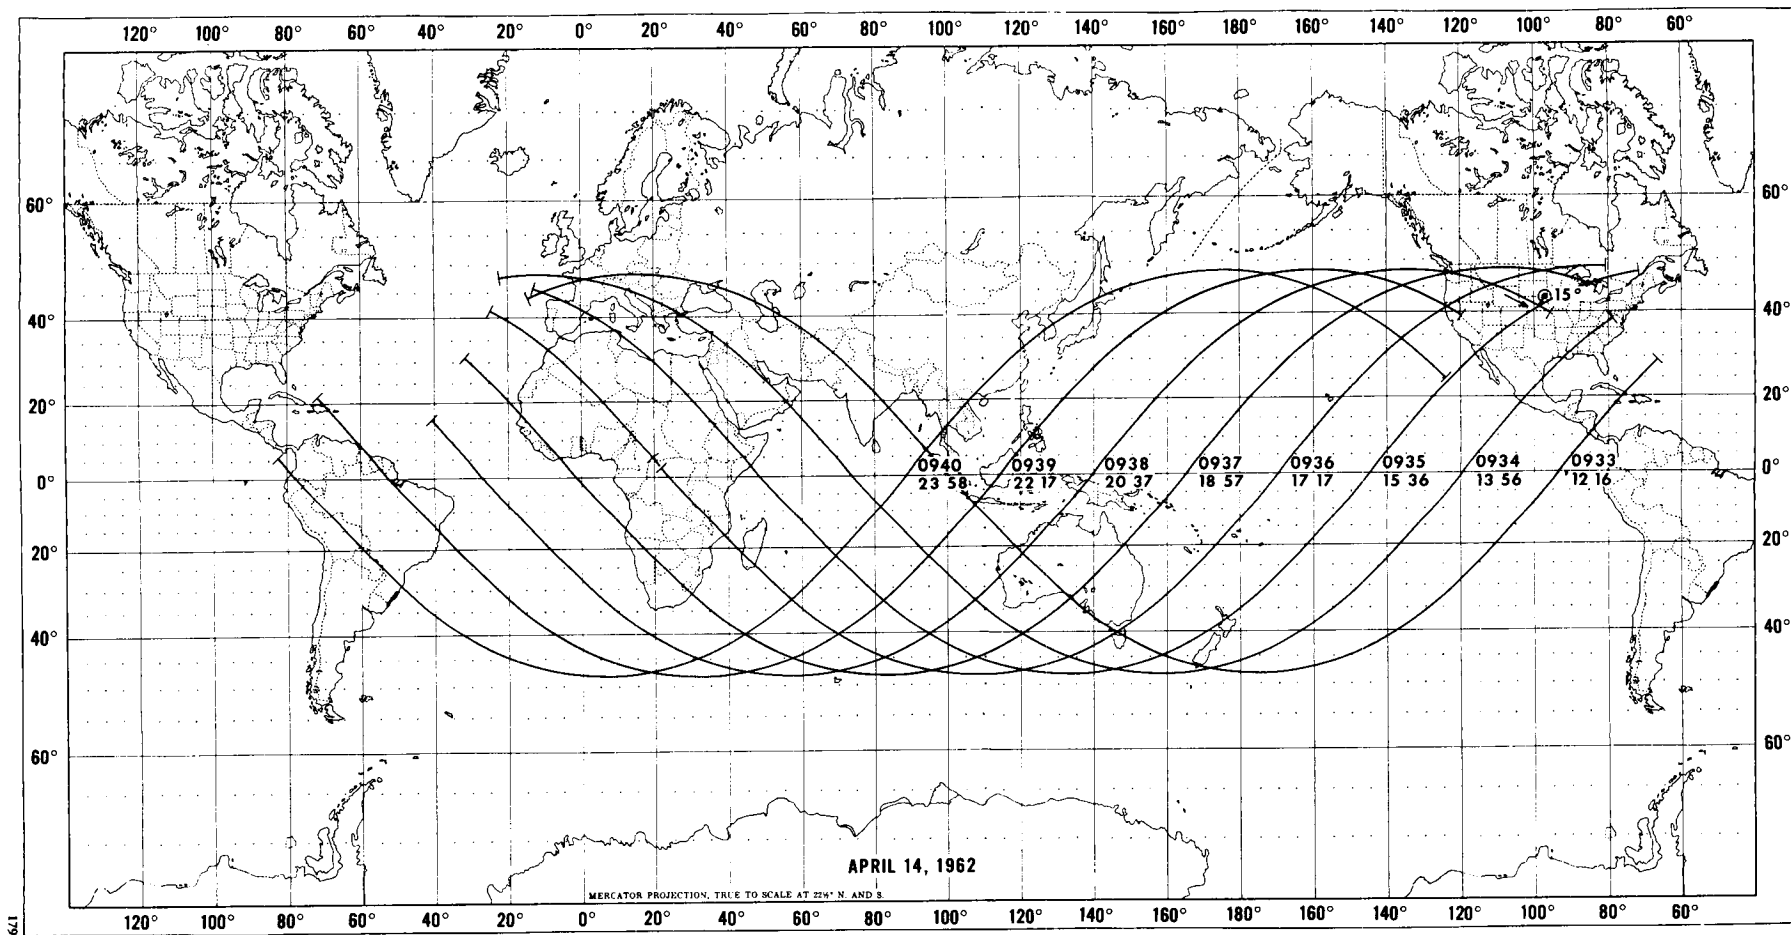 120° 100° 80° 60° 40° 20° 0° 20° 40° 60° 80° 100° 120° 140° 160° 180° 160° 140° 120° 100° 80° 60°
60° 60°
15°
40° 40°
20° 20°
0940 0939 0938 0937 0936 0935 0934 0933
23 58 22 17 20 37 18 57 17 17 15 36 13 56 12 16
0° 0°
20° 20°
40° 40°
60° 60°
APRIL 14, 1962
MERCATOR PROJECTION, TRUE TO SCALE AT 22½° N. AND S.
120° 100° 80° 60° 40° 20° 0° 20° 40° 60° 80° 100° 120° 140° 160° 180° 160° 140° 120° 100° 80° 60°
179